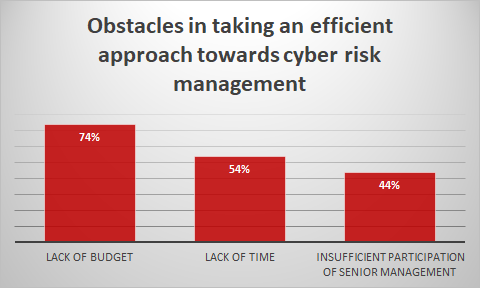 Obstacles in taking an efficient
approach towards cyber risk
management
74%
54%
44%
LACK OF BUDGET
LACK OF TIME
INSUFFICIENT PARTICIPATION
OF SENIOR MANAGEMENT